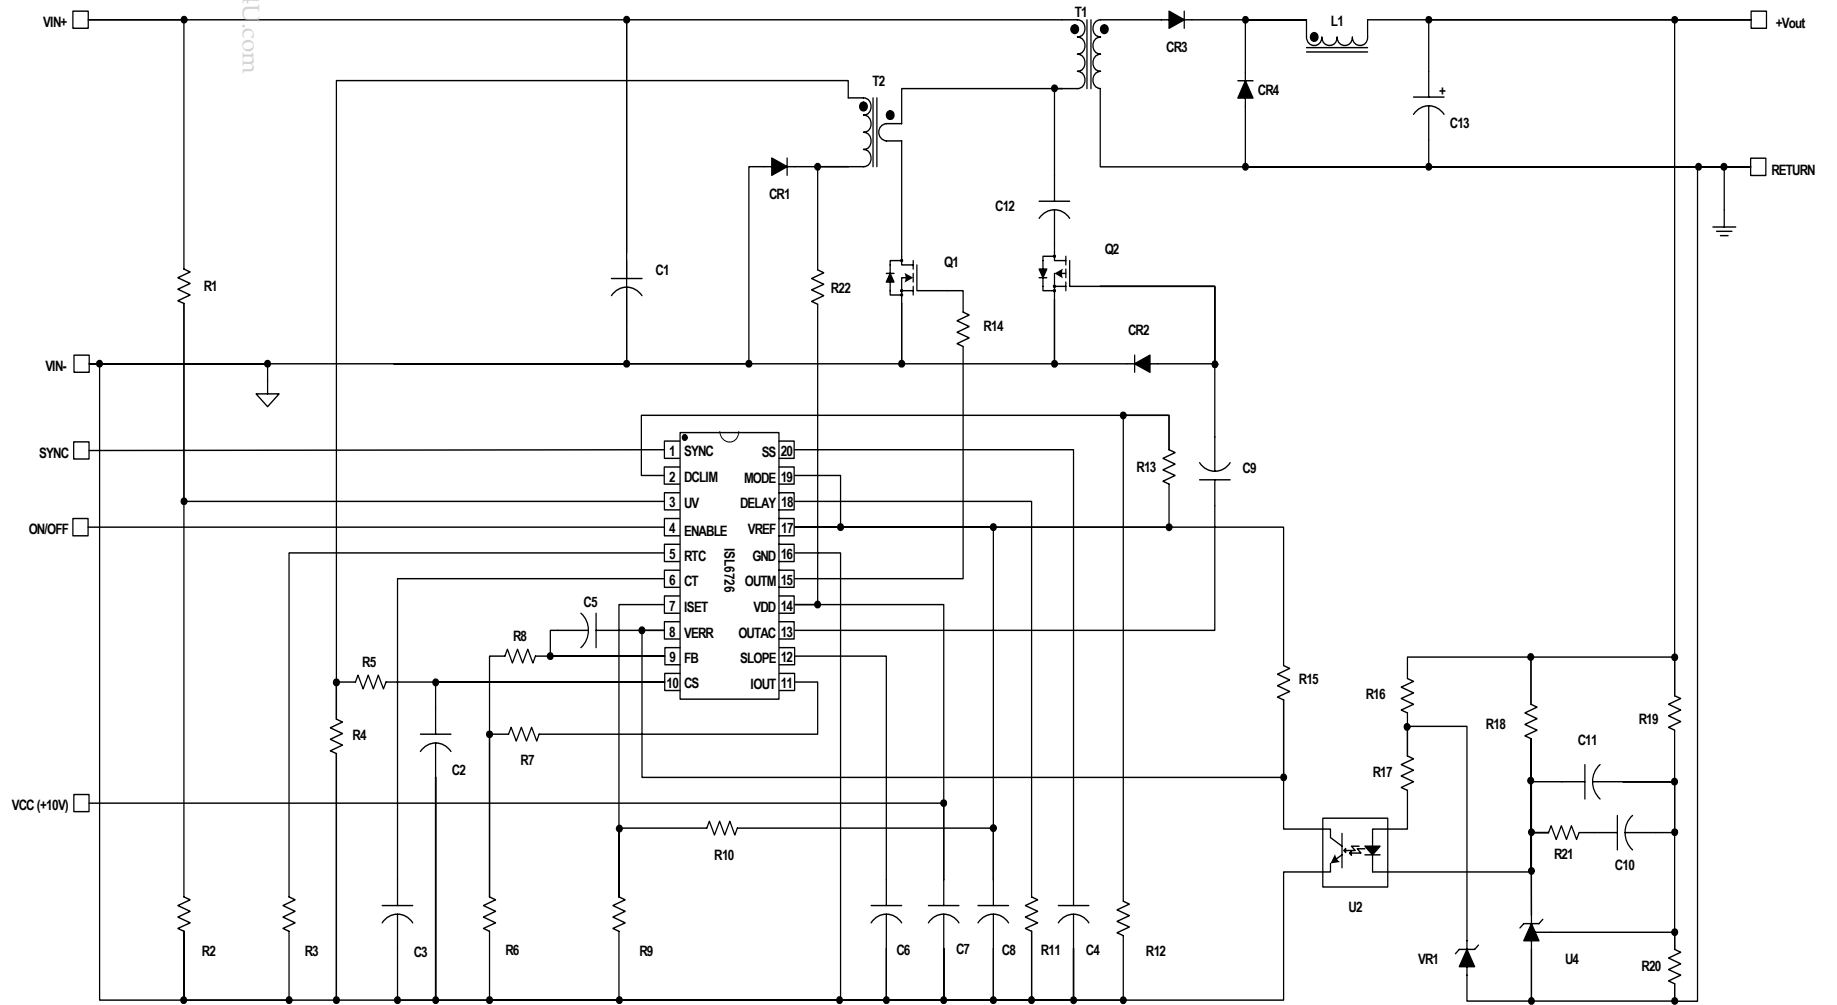 4U.com
VIN+
T1
+Vout
CR3
L1
T2
CR4
C13
CR1
RETURN
C12
Q1
Q2
R1
C1
R22
R14
CR2
VIN-
SYNC
1 SYNC
SS 20
R13
C9
2 DCLIM
MODE 19
3 UV
DELAY 18
ON/OFF
4 ENABLE
VREF 17
ISL6726
5 RTC
GND 16
6 CT
OUTM 15
C5
7 ISET
VDD 14
R8
8 VERR
OUTAC 13
9 FB
SLOPE 12
R5
10 CS
IOUT 11
R15
R16
R18
R19
R4
C2
R7
C11
R17
VCC (+10V)
R10
R21
C10
U2
R2
R3
C3
R6
R9
C6
C7
C8
R11
C4
R12
VR1
U4
R20
+